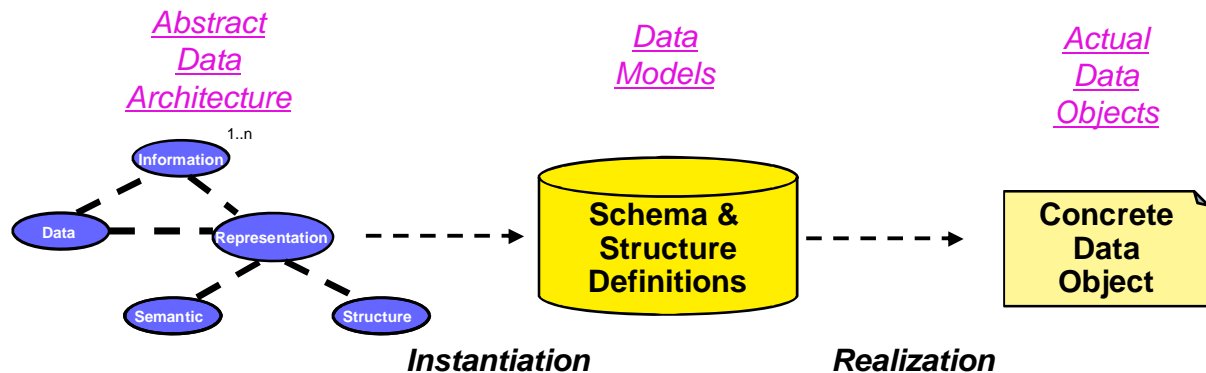 Abstract
Data
Architecture
Data
Models
Actual
Data
Objects
1..n
Information
Data
Representation
Semantic
Structure
Schema &
Structure
Definitions
Concrete
Data
Object
Instantiation
Realization